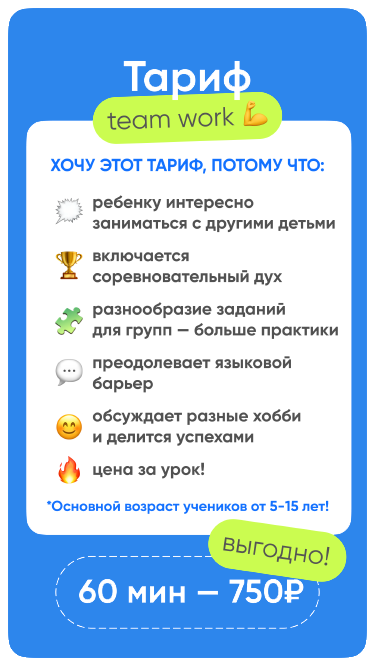 Тариф
team work 💪
ХОЧУ ЭТОТ ТАРИФ, ПОТОМУ ЧТО:
ребенку интересно
заниматься с другими детьми
включается
соревновательный дух
разнообразие заданий
для групп — больше практики
преодолевает языковой
барьер
обсуждает разные хобби
и делится успехами
цена за урок!
*Основной возраст учеников от 5-15 лет!
выгодно!
60 мин — 750₽